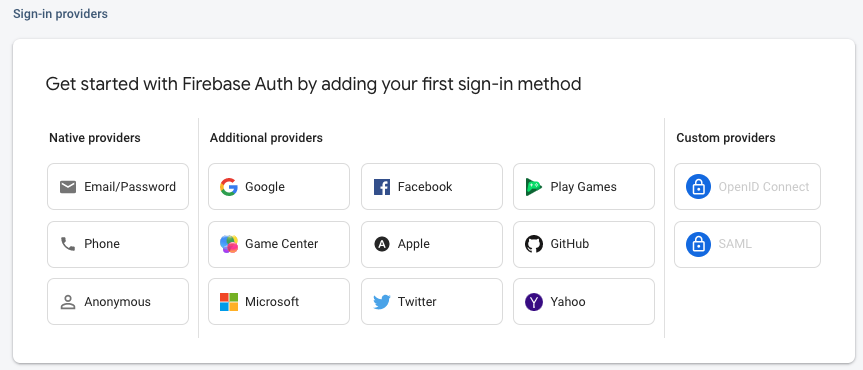 Sign-in providers
Get started with Firebase Auth by adding your first sign-in method
Native providers
Additional providers
Custom providers
Email/Password
Google
Facebook
Play Games
OpenID Connect
Phone
Game Center
Apple
GitHub
SAML
Anonymous
Microsoft
Twitter
Yahoo